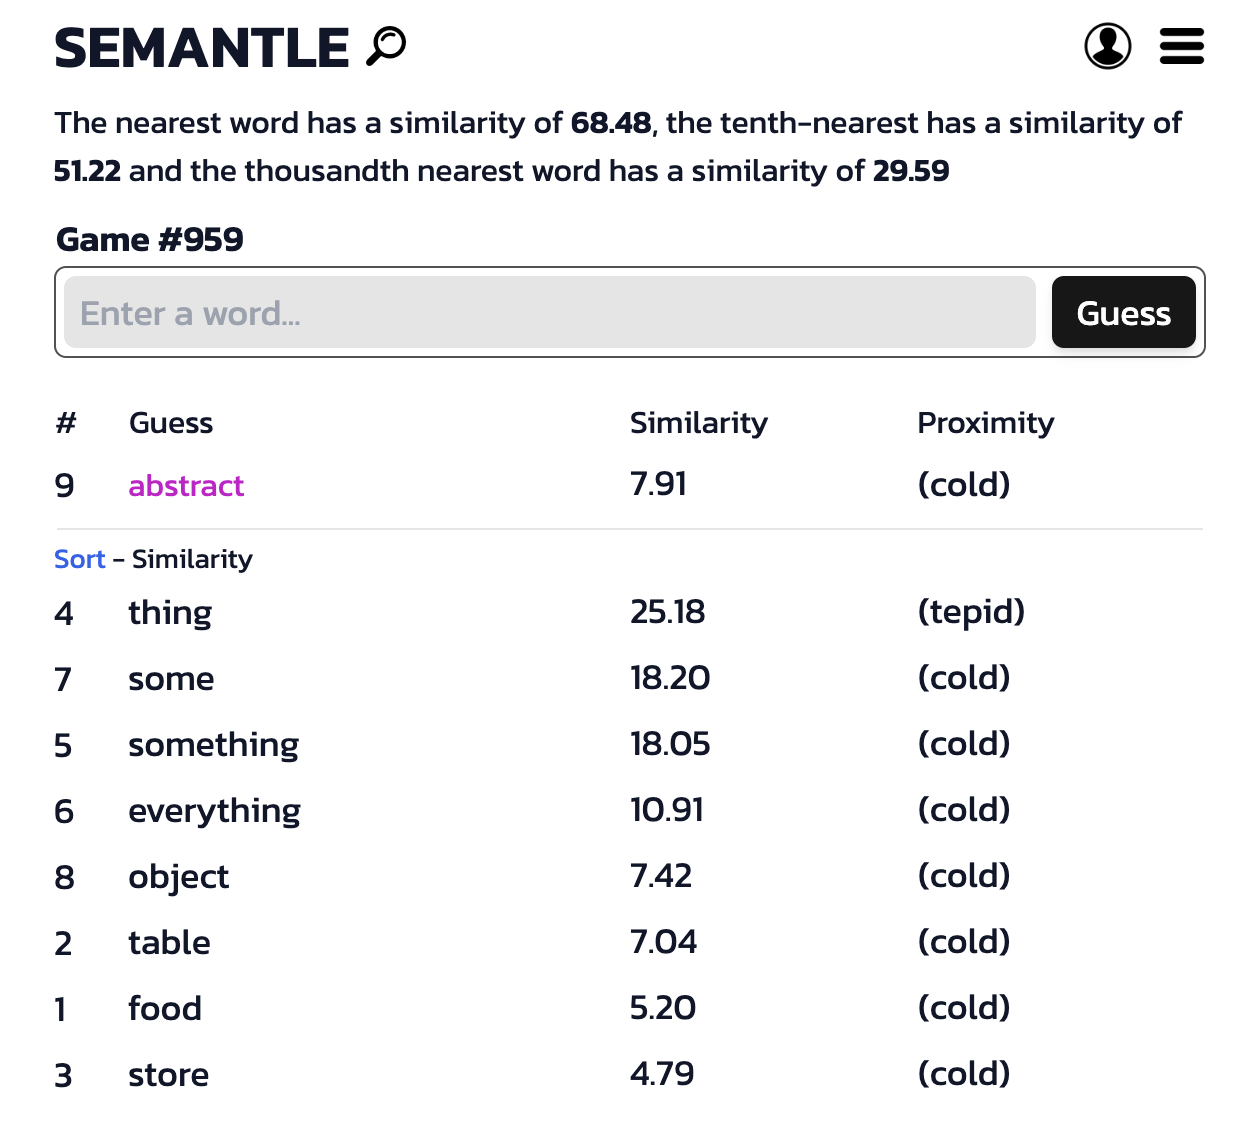 SEMANTLE
The nearest word has a similarity of 68.48, the tenth-nearest has a similarity of
51.22 and the thousandth nearest word has a similarity of 29.59
Game #959
Enter a word... Guess
# Guess Similarity Proximity
9 abstract 7.91 (cold)
Sort - Similarity
4 thing 25.18 (tepid)
7 some 18.20 (cold)
5 something 18.05 (cold)
6 everything 10.91 (cold)
8 object 7.42 (cold)
2 table 7.04 (cold)
1 food 5.20 (cold)
3 store 4.79 (cold)